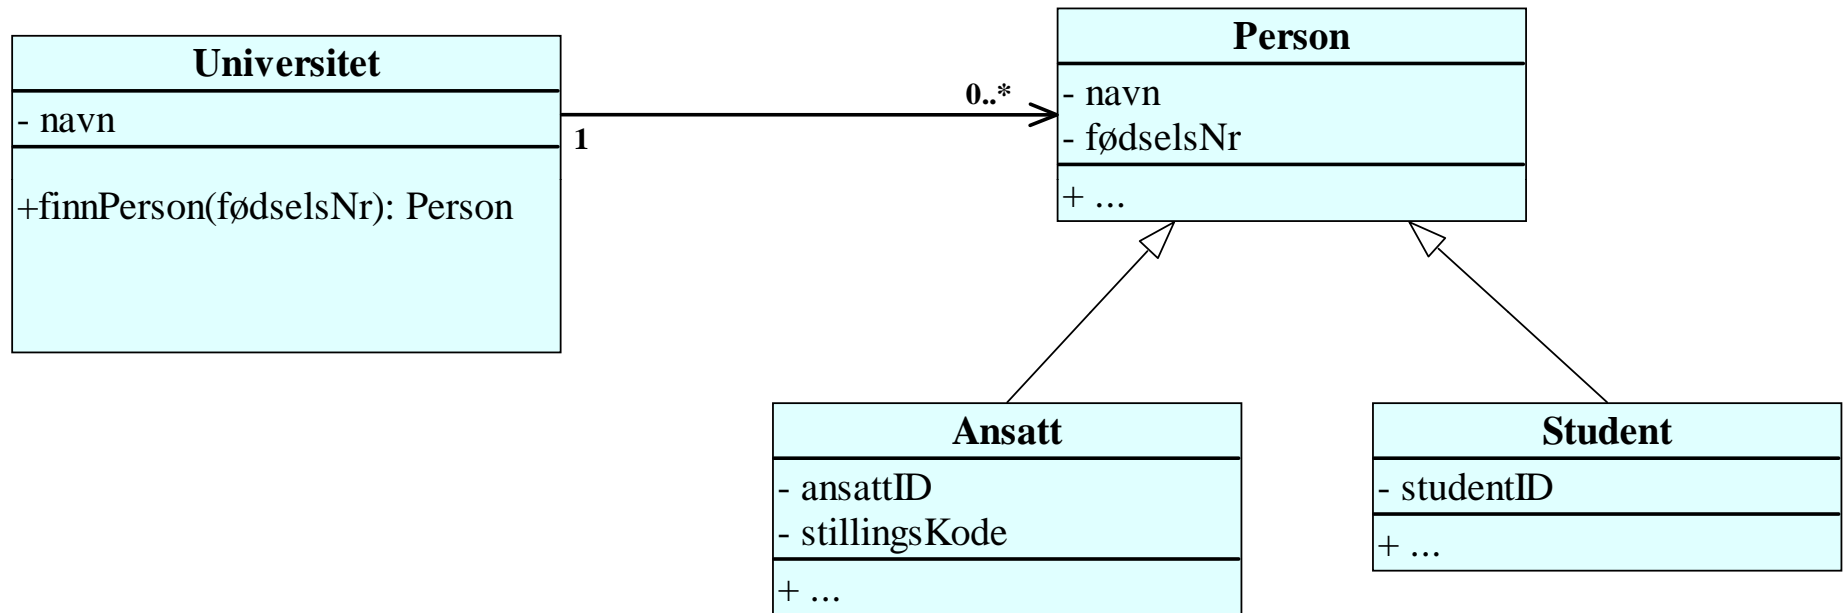 Universitet
- navn
+finnPerson(fødselsNr): Person
1
0..*
Person
- navn
- fødselsNr
+ ...
Ansatt
- ansattID
- stillingsKode
+ ...
Student
- studentID
+ ...